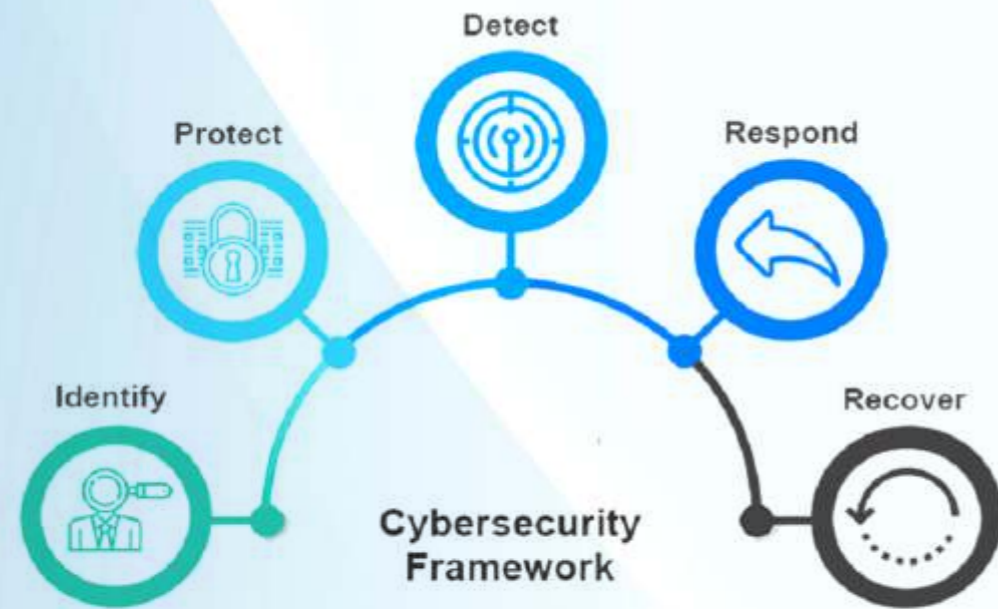 Detect
Protect
Respond
Identify
Recover
Cybersecurity
Framework